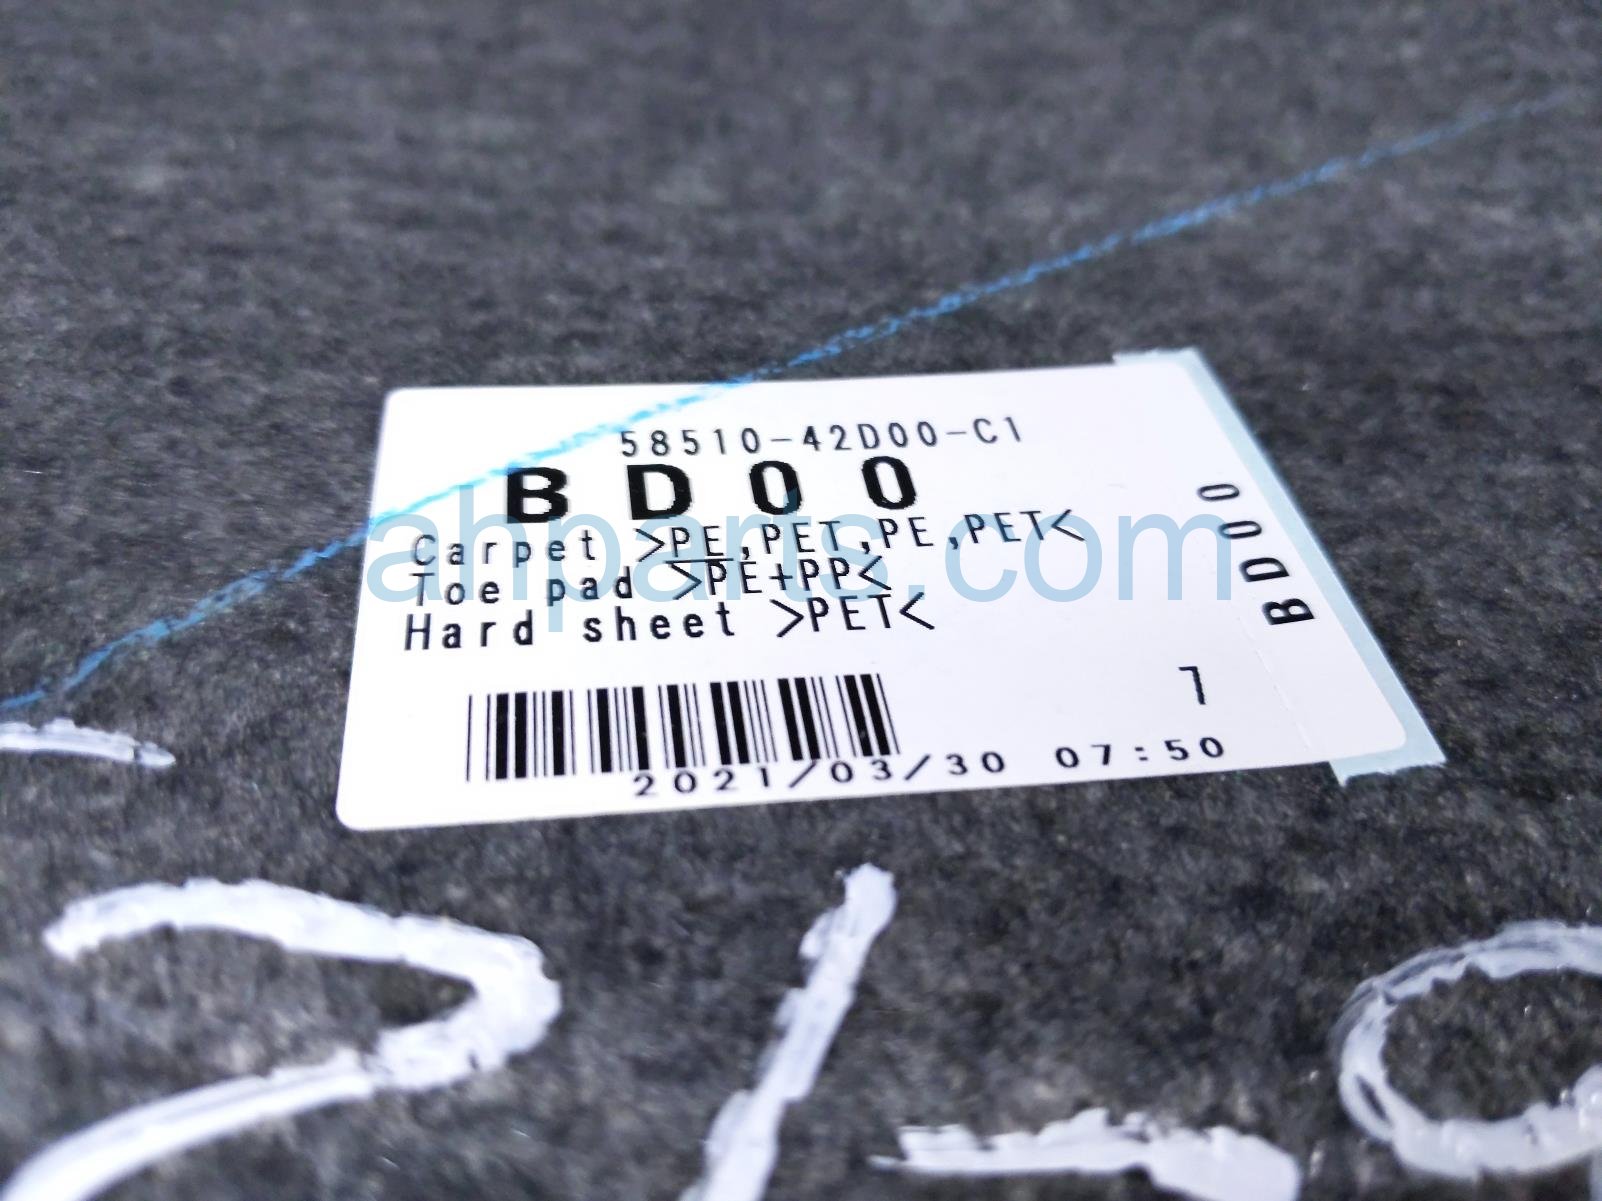 58510-42D00-C1
BD00
Carpet >PE,PET,PE,PET<
Toe pad >PE+PP<
Hard sheet >PET<
BD00
7
2021/03/30 07:50
ahparts.com